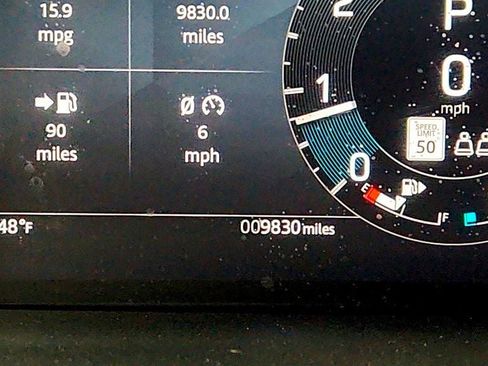 15.9
mpg
9830.0
miles
90
miles
Ø
6
mph
2
1
0
P
0
mph
SPEED
LIMIT
50
E
F
48°F
009830 miles